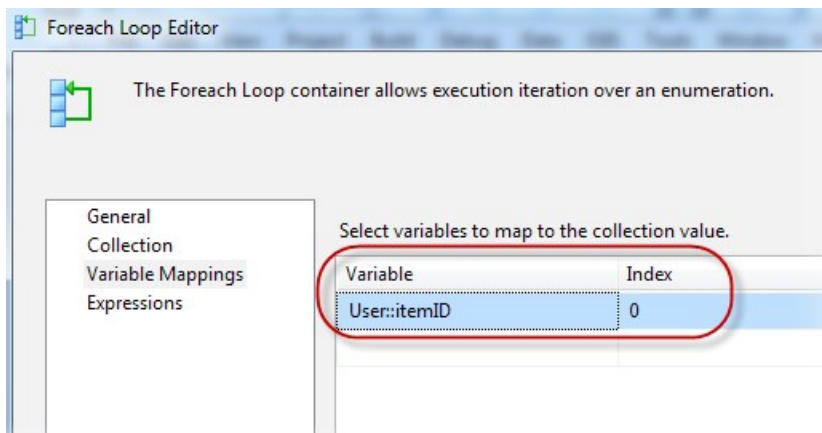 Foreach Loop Editor
The Foreach Loop container allows execution iteration over an enumeration.
General
Collection
Variable Mappings
Expressions
Select variables to map to the collection value.
Variable Index
User::itemID 0